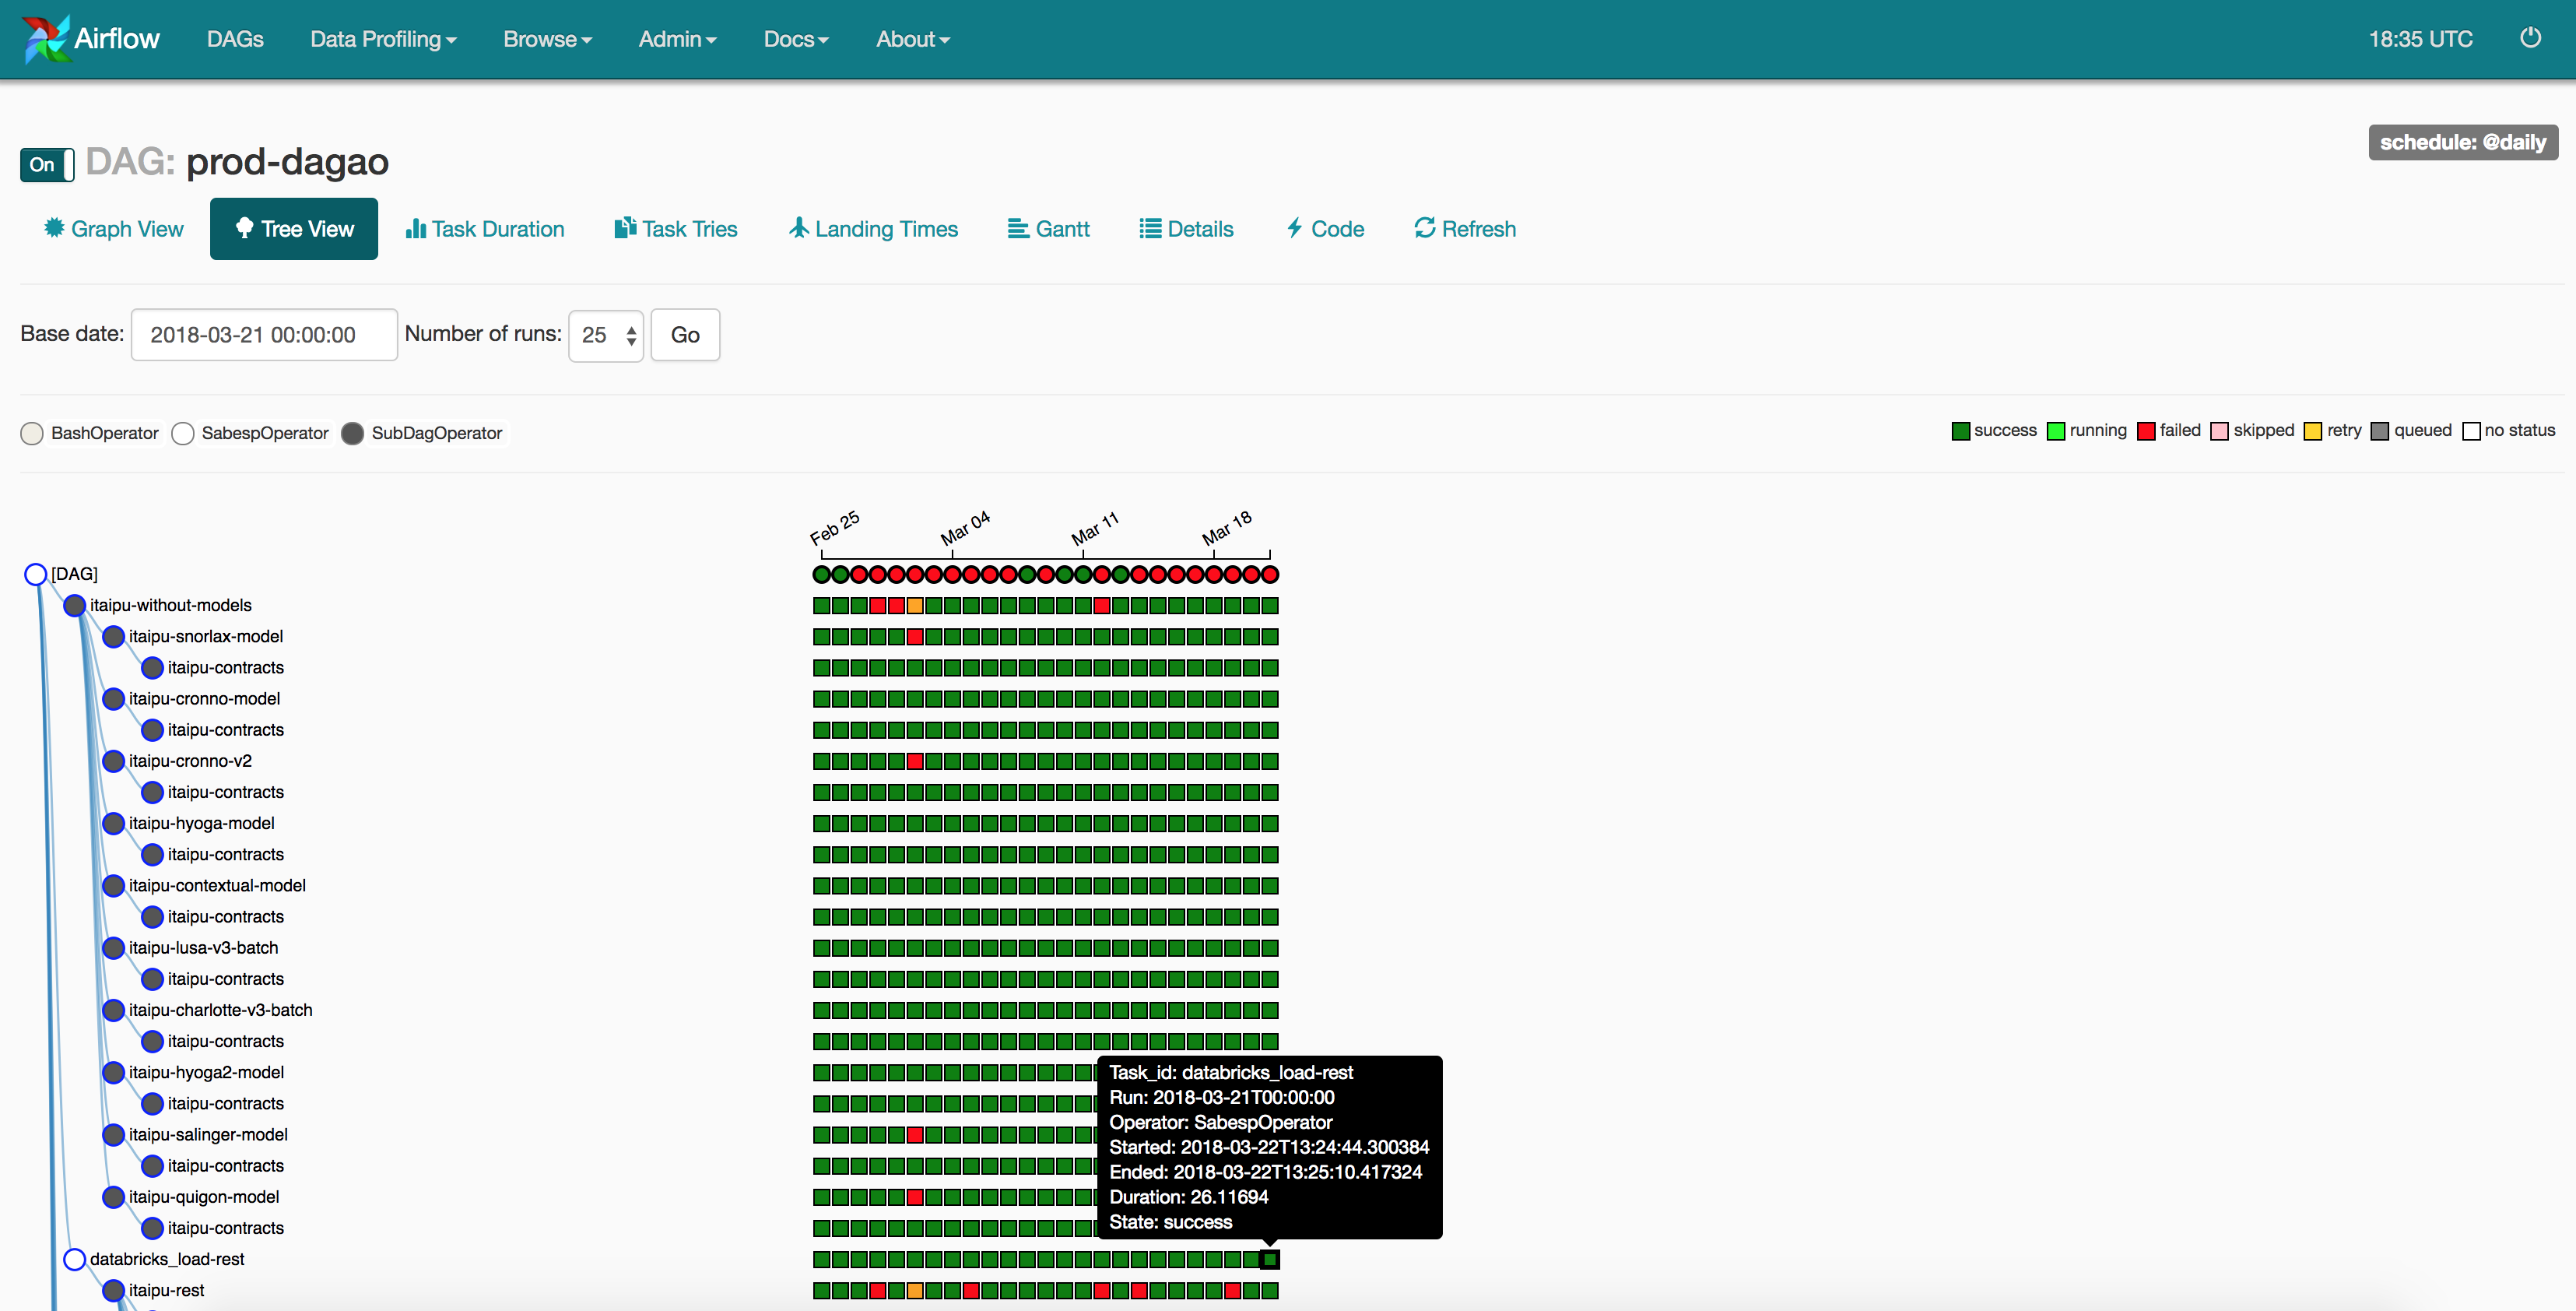 Airflow DAGs Data Profiling Browse Admin Docs About 18:35 UTC
On DAG: prod-dagao schedule: @daily
Graph View Tree View Task Duration Task Tries Landing Times Gantt Details Code Refresh
Base date: 2018-03-21 00:00:00 Number of runs: 25 Go
BashOperator SabespOperator SubDagOperator success running failed skipped retry queued no status
Feb 25 Mar 04 Mar 11 Mar 18
[DAG]
itaipu-without-models
itaipu-snorlax-model
itaipu-contracts
itaipu-cronno-model
itaipu-contracts
itaipu-cronno-v2
itaipu-contracts
itaipu-hyoga-model
itaipu-contracts
itaipu-contextual-model
itaipu-contracts
itaipu-lusa-v3-batch
itaipu-contracts
itaipu-charlotte-v3-batch
itaipu-contracts
itaipu-hyoga2-model
itaipu-contracts
itaipu-salinger-model
itaipu-contracts
itaipu-quigon-model
itaipu-contracts
databricks_load-rest
itaipu-rest
Task_id: databricks_load-rest
Run: 2018-03-21T00:00:00
Operator: SabespOperator
Started: 2018-03-22T13:24:44.300384
Ended: 2018-03-22T13:25:10.417324
Duration: 26.11694
State: success